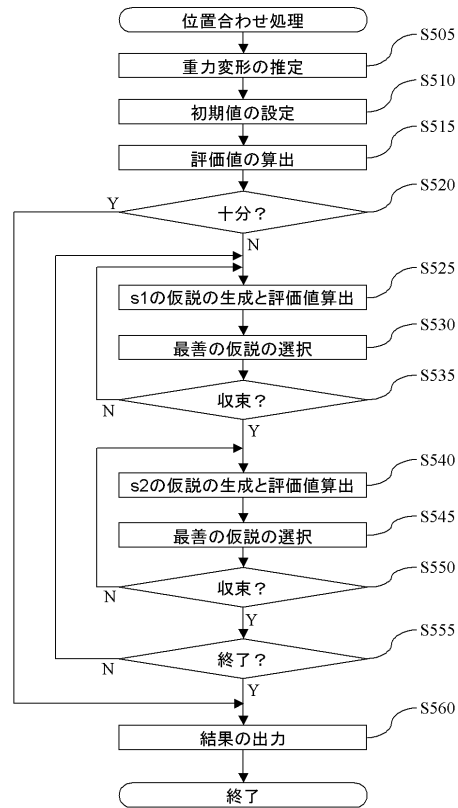 位置合わせ処理
S505
重力変形の推定
S510
初期値の設定
S515
評価値の算出
S520
Y
十分？
N
S525
s1の仮説の生成と評価値算出
S530
最善の仮説の選択
S535
収束？
N
Y
S540
s2の仮説の生成と評価値算出
S545
最善の仮説の選択
S550
収束？
N
Y
S555
終了？
N
Y
S560
結果の出力
終了